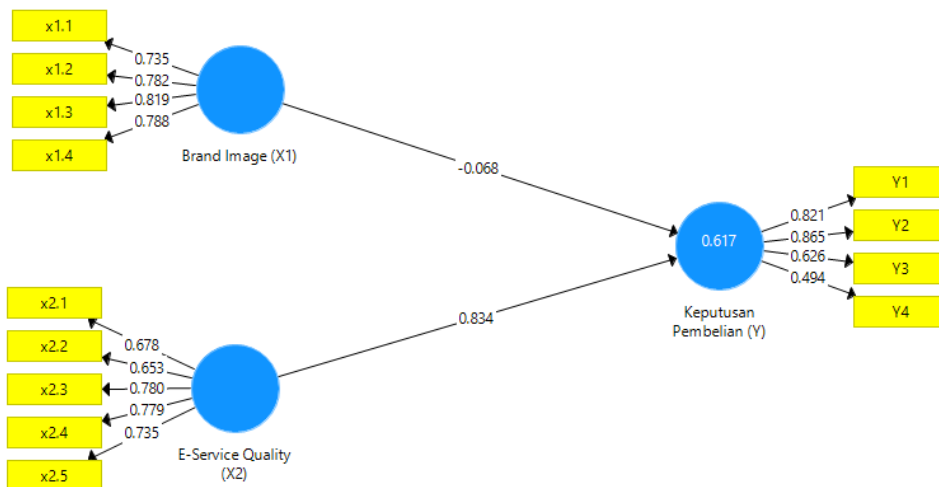 x1.1
x1.2
x1.3
x1.4
0.735
0.782
0.819
0.788
Brand Image (X1)
-0.068
x2.1
x2.2
x2.3
x2.4
x2.5
0.678
0.653
0.780
0.779
0.735
E-Service Quality
(X2)
0.834
0.617
Keputusan
Pembelian (Y)
0.821
0.865
0.626
0.494
Y1
Y2
Y3
Y4